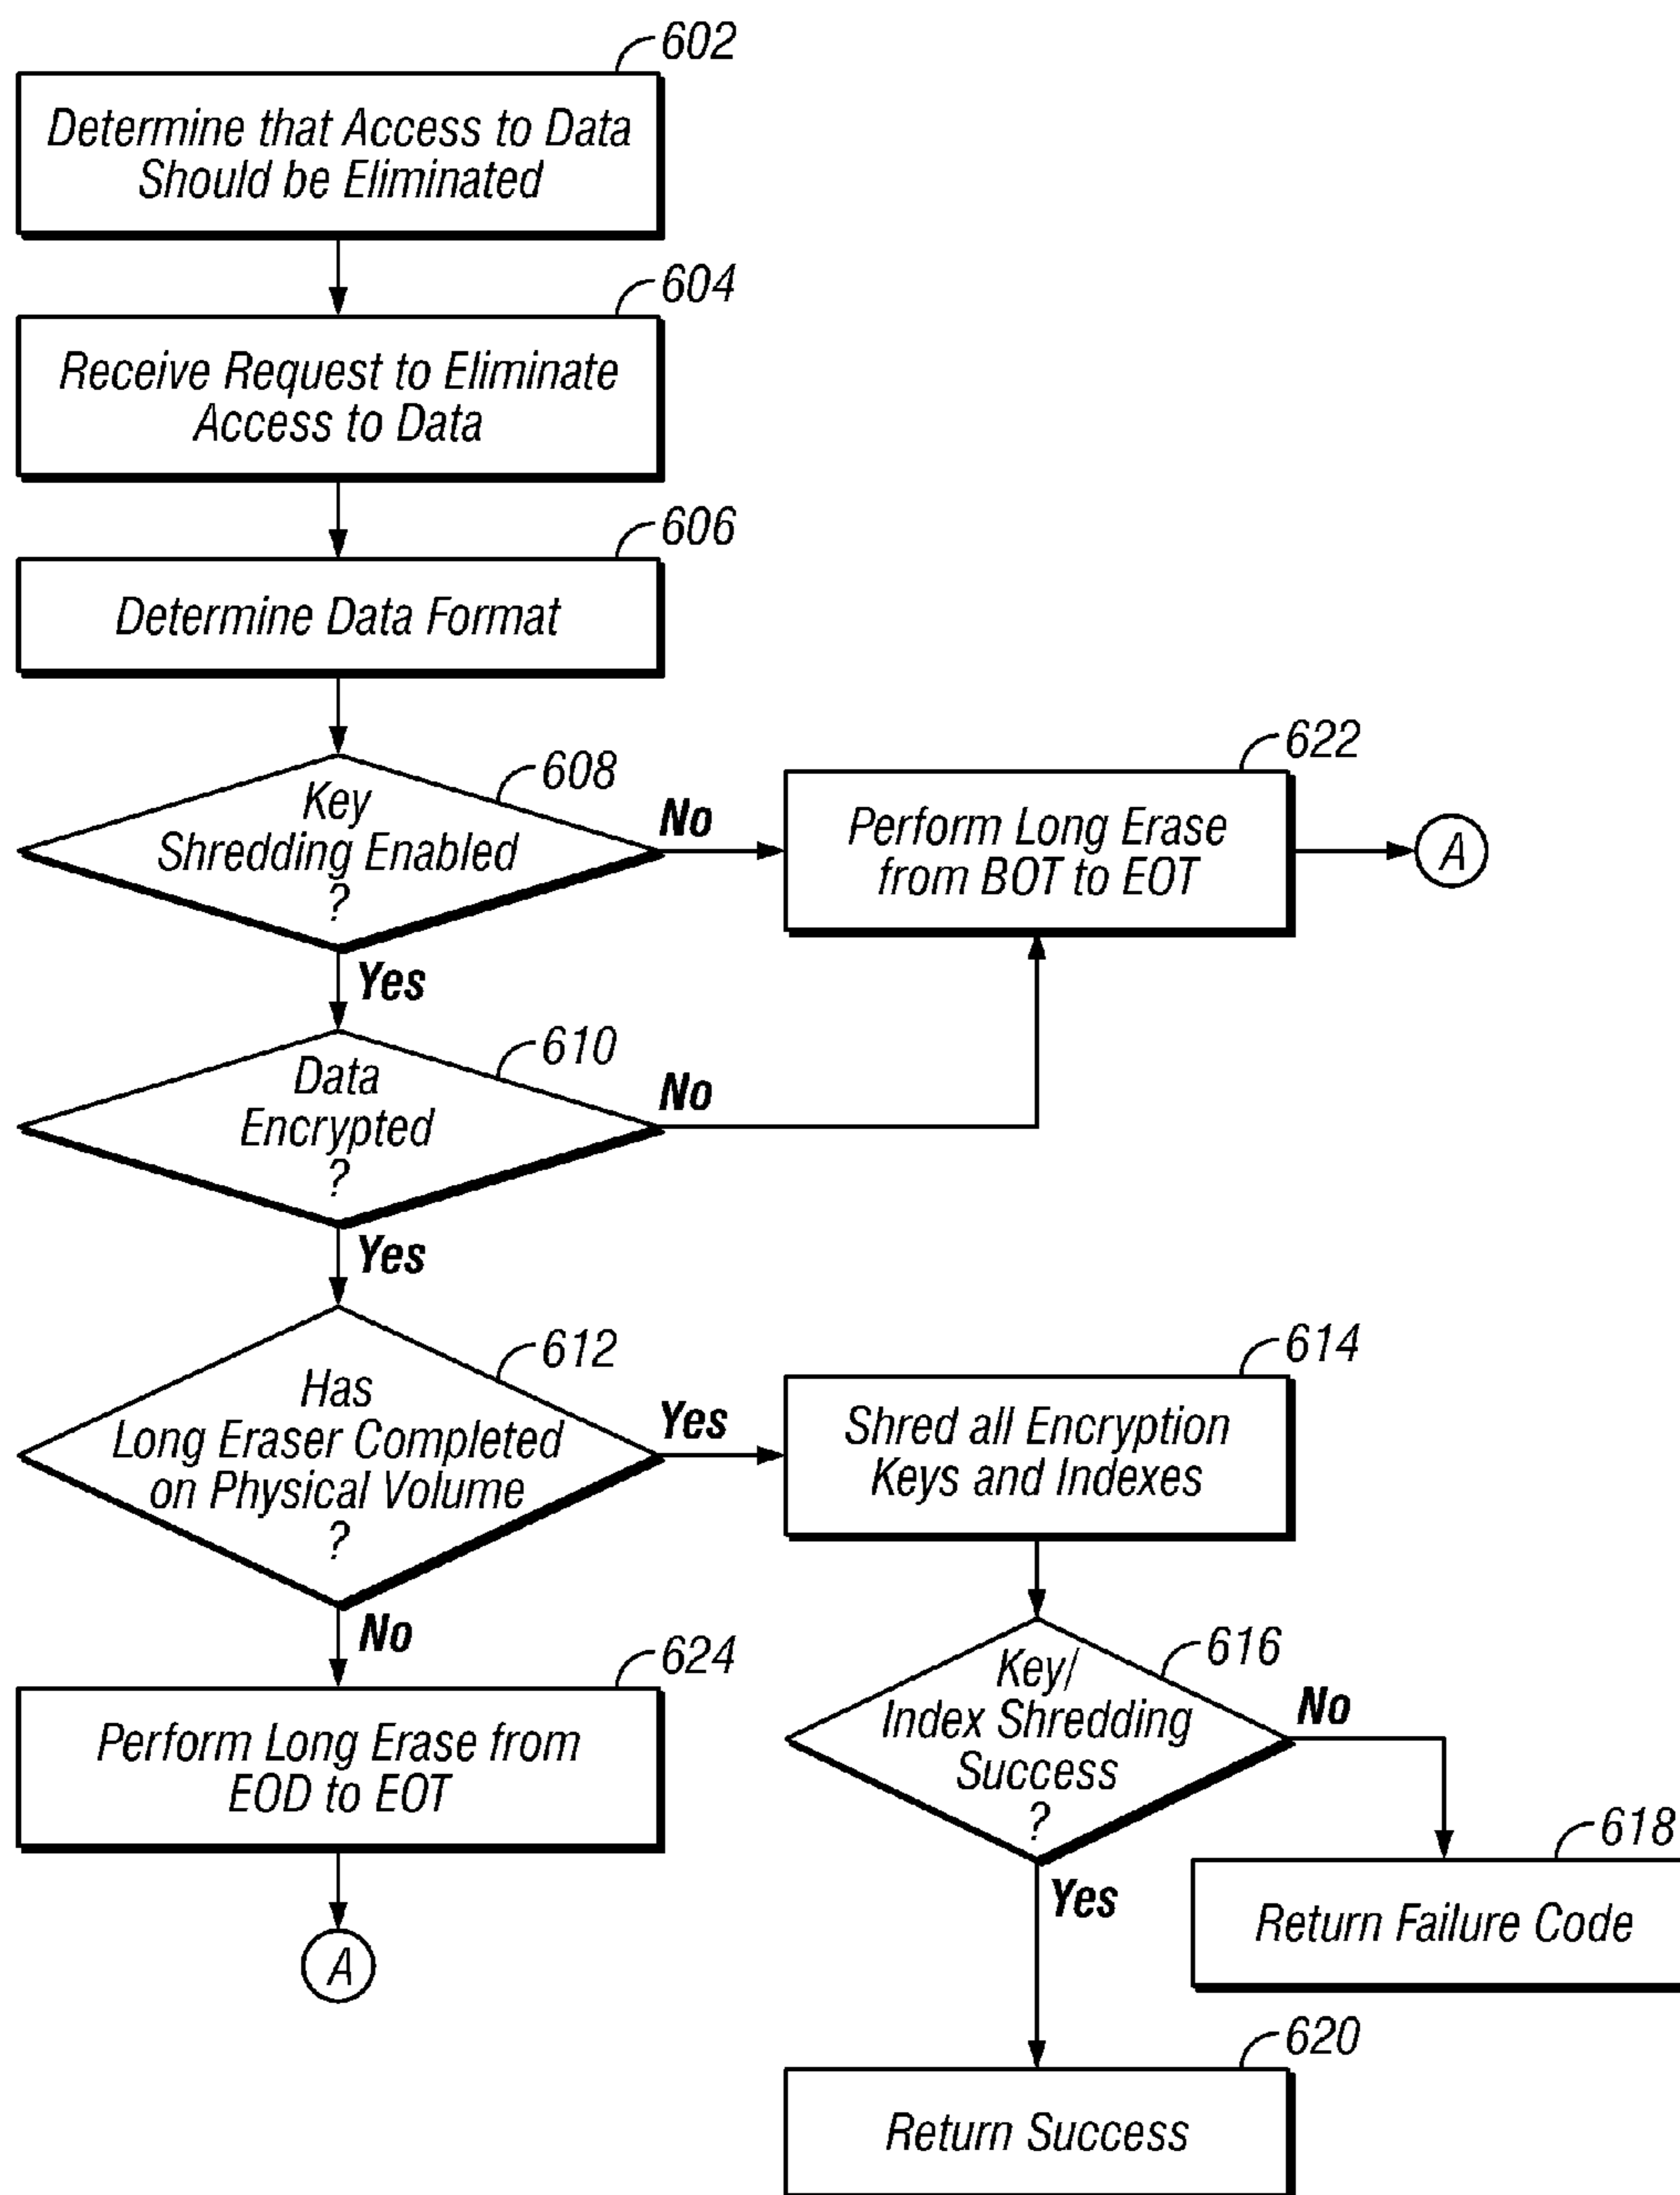 602
Determine that Access to Data
Should be Eliminated
604
Receive Request to Eliminate
Access to Data
606
Determine Data Format
608
Key
Shredding Enabled
?
No
Yes
622
Perform Long Erase
from BOT to EOT
A
610
Data
Encrypted
?
No
Yes
612
Has
Long Eraser Completed
on Physical Volume
?
Yes
No
614
Shred all Encryption
Keys and Indexes
616
Key/
Index Shredding
Success
?
No
Yes
624
Perform Long Erase from
EOD to EOT
A
618
Return Failure Code
620
Return Success